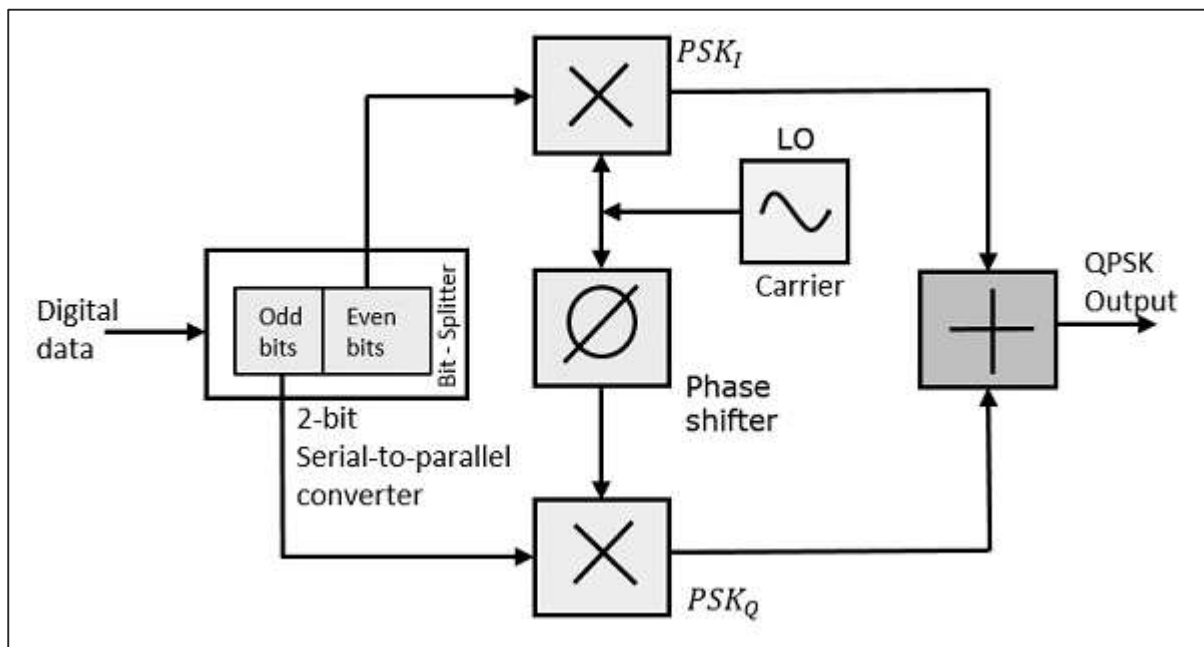 PSK_I
LO
Carrier
Digital
data
Odd
bits
Even
bits
Bit - Splitter
2-bit
Serial-to-parallel
converter
Phase
shifter
PSK_Q
QPSK
Output